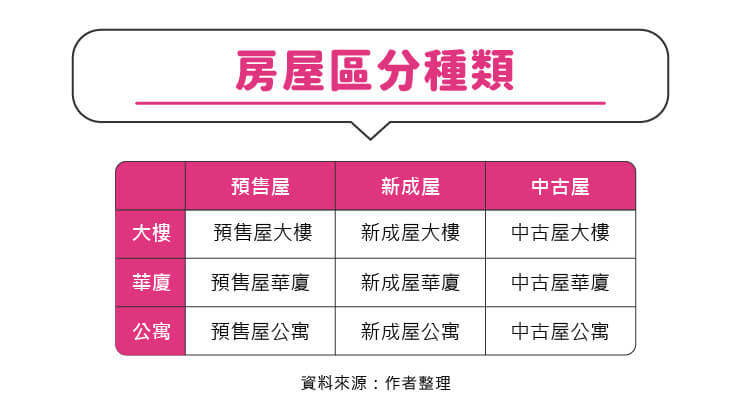 房屋區分種類
預售屋 新成屋 中古屋
大樓 預售屋大樓 新成屋大樓 中古屋大樓
華廈 預售屋華廈 新成屋華廈 中古屋華廈
公寓 預售屋公寓 新成屋公寓 中古屋公寓
資料來源：作者整理